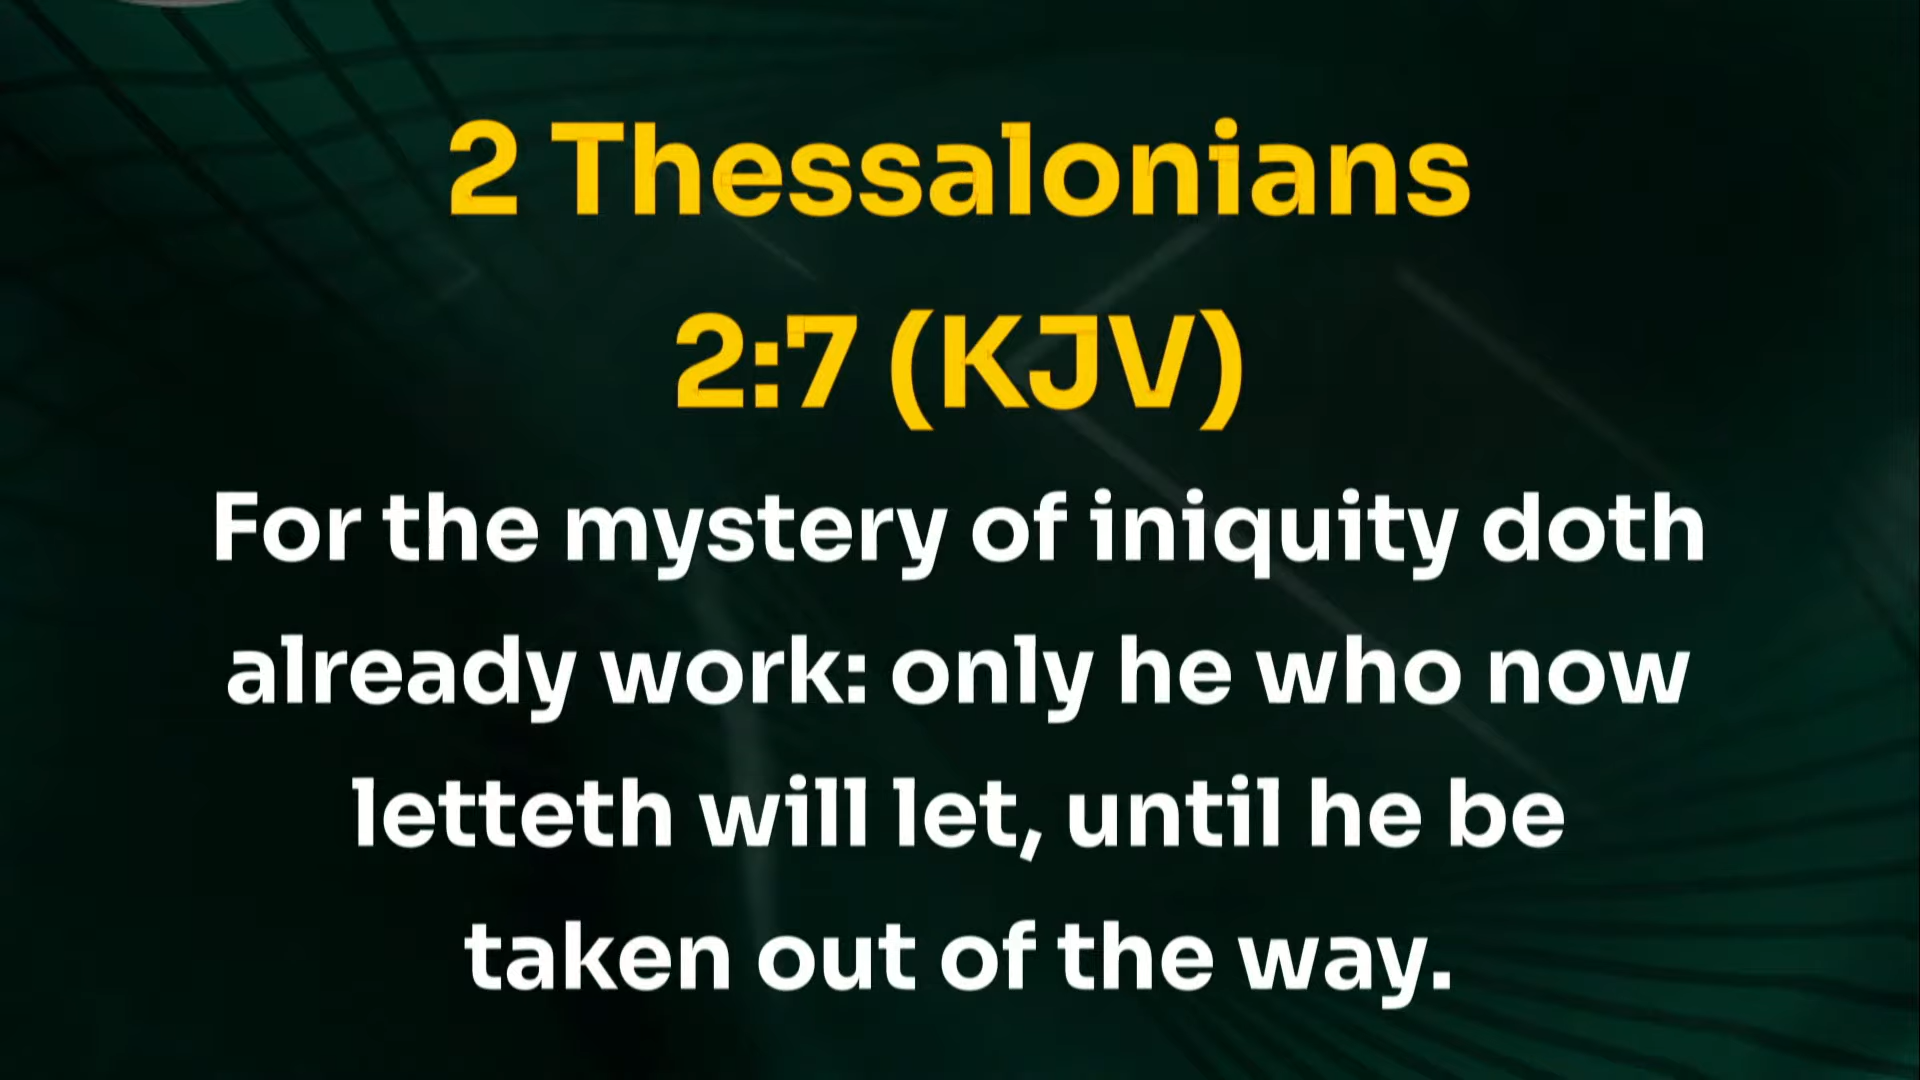 2 Thessalonians
2:7 (KJV)
For the mystery of iniquity doth
already work: only he who now
letteth will let, until he be
taken out of the way.